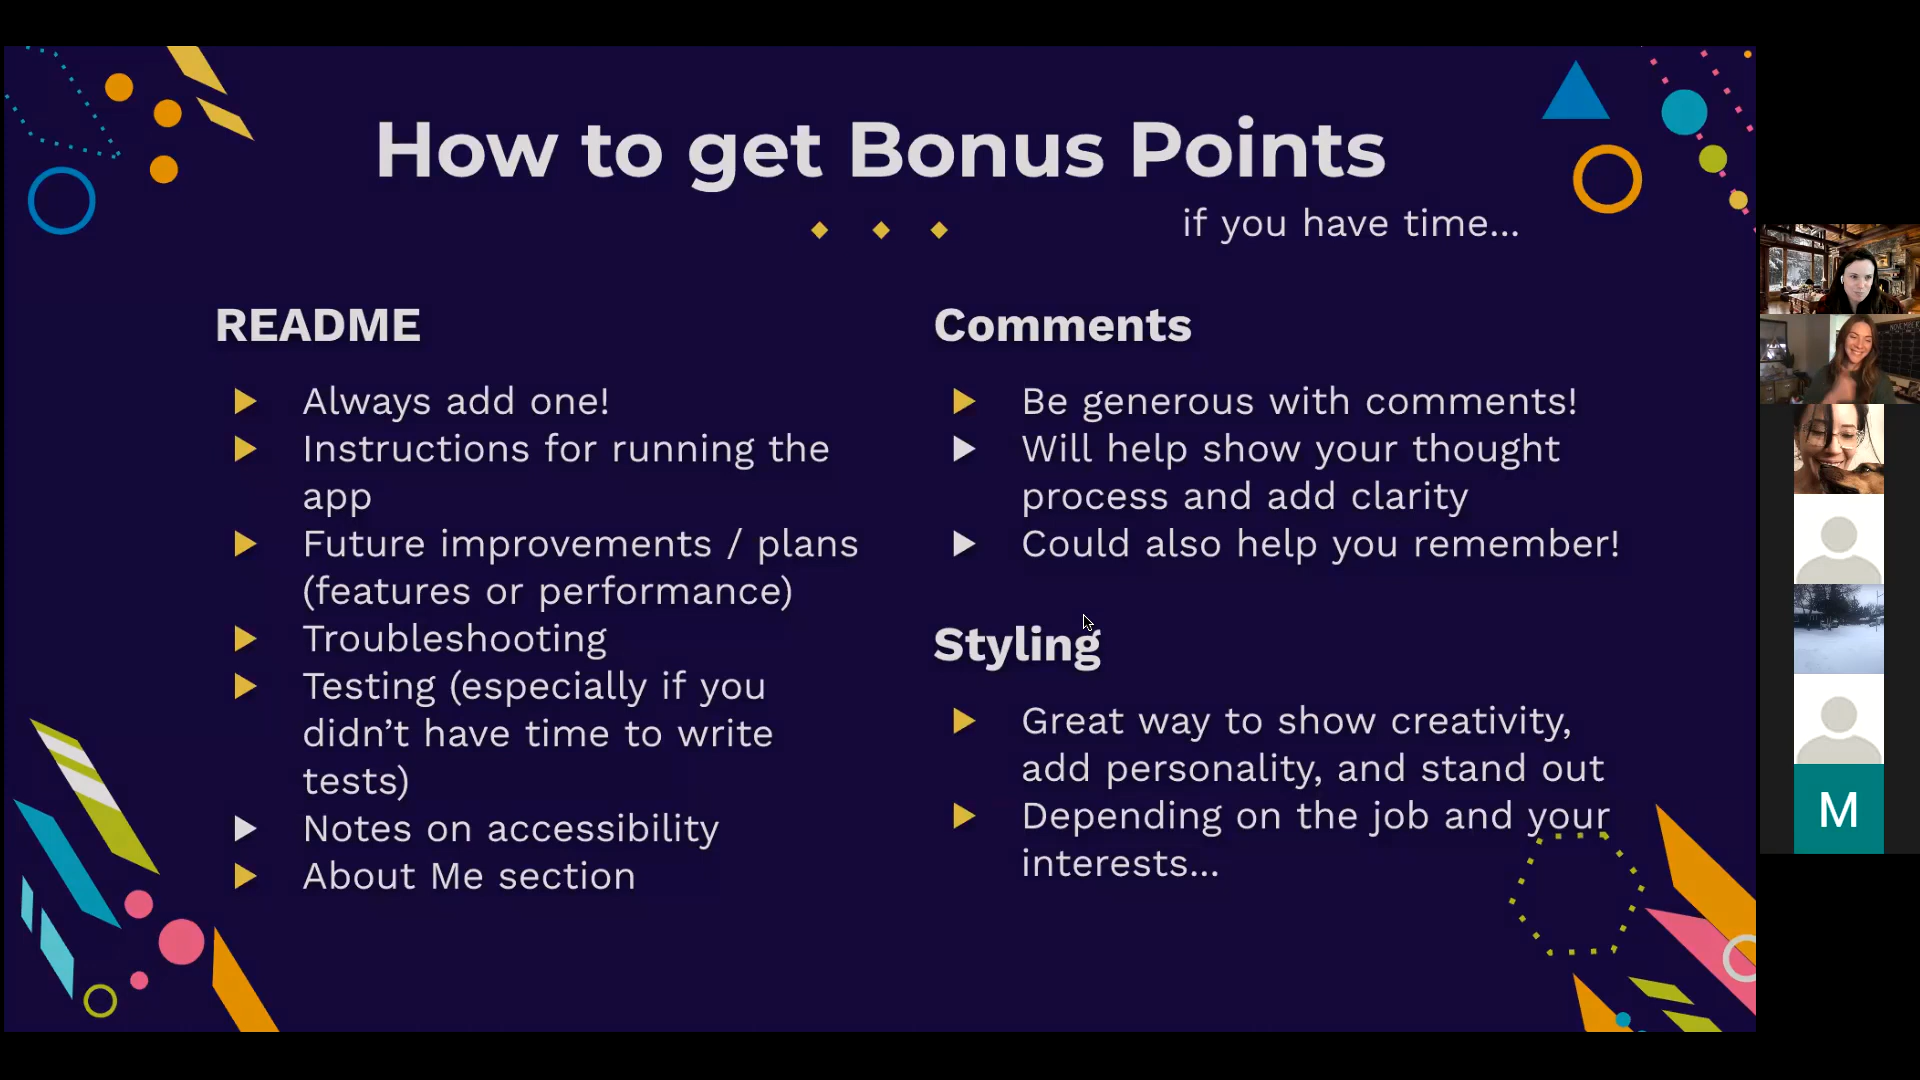 How to get Bonus Points
if you have time...
README
Always add one!
Instructions for running the
app
Future improvements / plans
(features or performance)
Troubleshooting
Testing (especially if you
didn’t have time to write
tests)
Notes on accessibility
About Me section
Comments
Be generous with comments!
Will help show your thought
process and add clarity
Could also help you remember!
Styling
Great way to show creativity,
add personality, and stand out
Depending on the job and your
interests...
NOVEMBER
M